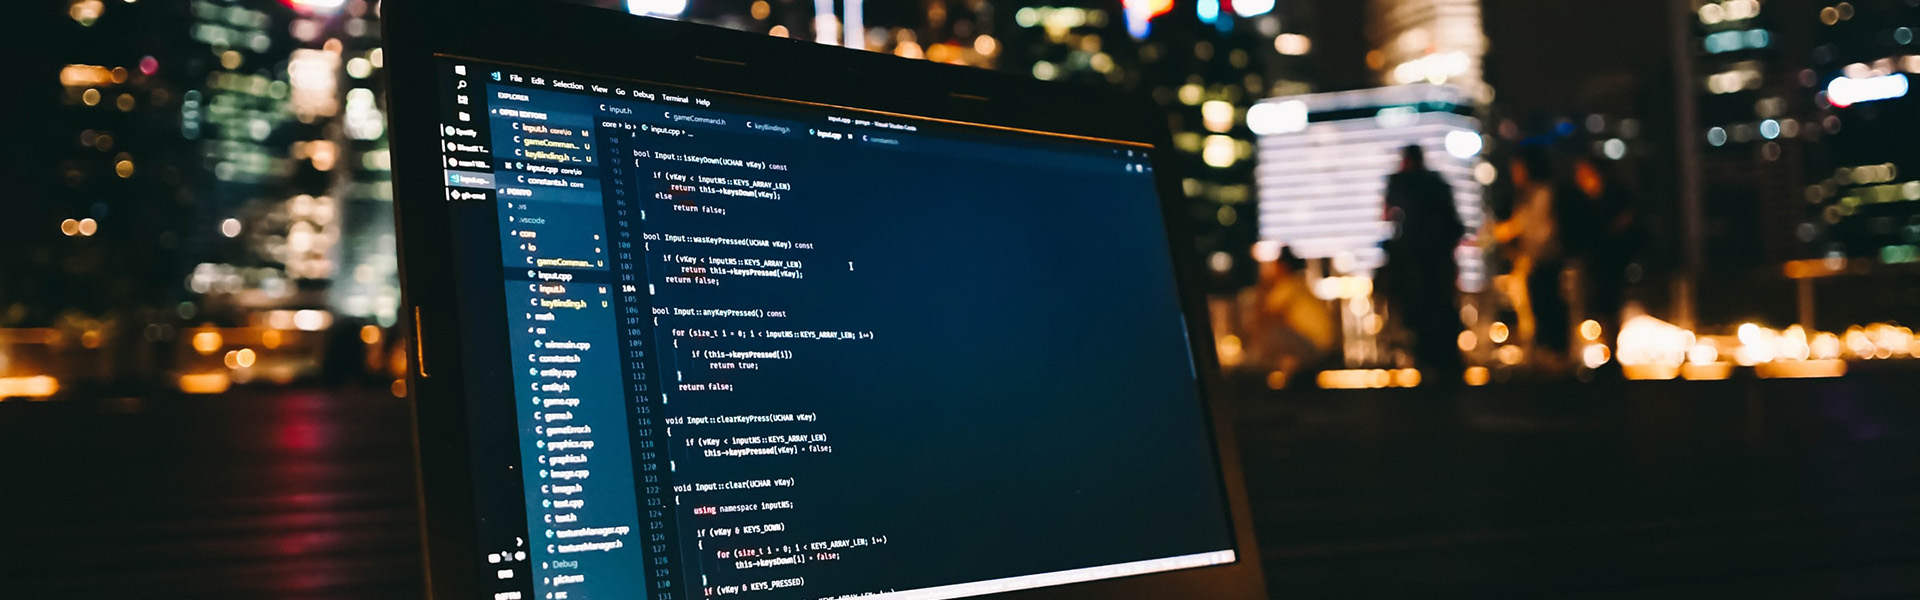 File Edit Selection View Go Debug Terminal Help
input.cpp - pongo - Visual Studio Code
EXPLORER
input.h
gameCommand.h
keyBinding.h
input.cpp
constants.h
OPEN EDITORS
input.h core\io M
gameComman... U
keyBinding.h c... U
input.cpp core\io
constants.h core
Spotify
.vs
.vscode
core
io
gameComman... U
input.cpp
input.h M
keyBinding.h U
math
os
winmain.cpp
constants.h
entity.cpp
entity.h
game.cpp
game.h
gameError.h
graphics.cpp
graphics.h
image.cpp
image.h
text.cpp
text.h
textureManager.cpp
textureManager.h
Debug
pictures
src
core › io › input.cpp › ...
90
91 bool Input::isKeyDown(UCHAR vKey) const
92 {
93 if (vKey < inputNS::KEYS_ARRAY_LEN)
94 return this->keysDown[vKey];
95 else
96 return false;
97 }
98
99 bool Input::wasKeyPressed(UCHAR vKey) const
100 {
101 if (vKey < inputNS::KEYS_ARRAY_LEN)
102 return this->keysPressed[vKey];
103 return false;
104 }
105
106 bool Input::anyKeyPressed() const
107 {
108 for (size_t i = 0; i < inputNS::KEYS_ARRAY_LEN; i++)
109 {
110 if (this->keysPressed[i])
111 return true;
112 }
113 return false;
114 }
115
116 void Input::clearKeyPress(UCHAR vKey)
117 {
118 if (vKey < inputNS::KEYS_ARRAY_LEN)
119 this->keysPressed[vKey] = false;
120 }
121
122 void Input::clear(UCHAR vKey)
123 {
124 using namespace inputNS;
125
126 if (vKey & KEYS_DOWN)
127 {
128 for (size_t i = 0; i < KEYS_ARRAY_LEN; i++)
129 this->keysDown[i] = false;
130 }
131 if (vKey & KEYS_PRESSED)